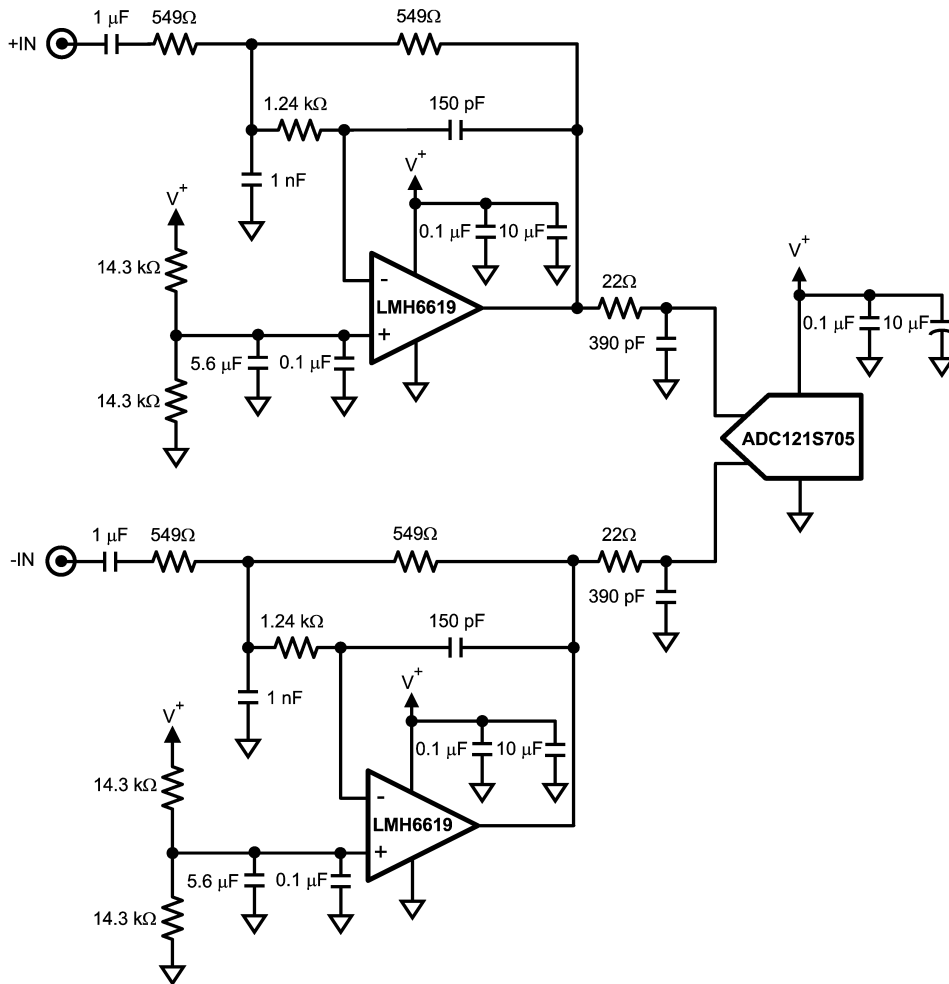 1 μF
549Ω
549Ω
+IN
1.24 kΩ
150 pF
1 nF
V+
V+
0.1 μF
10 μF
14.3 kΩ
-
LMH6619
+
22Ω
V+
0.1 μF
10 μF
5.6 μF
0.1 μF
390 pF
14.3 kΩ
ADC121S705
1 μF
549Ω
549Ω
22Ω
-IN
390 pF
1.24 kΩ
150 pF
1 nF
V+
V+
0.1 μF
10 μF
14.3 kΩ
-
LMH6619
+
5.6 μF
0.1 μF
14.3 kΩ